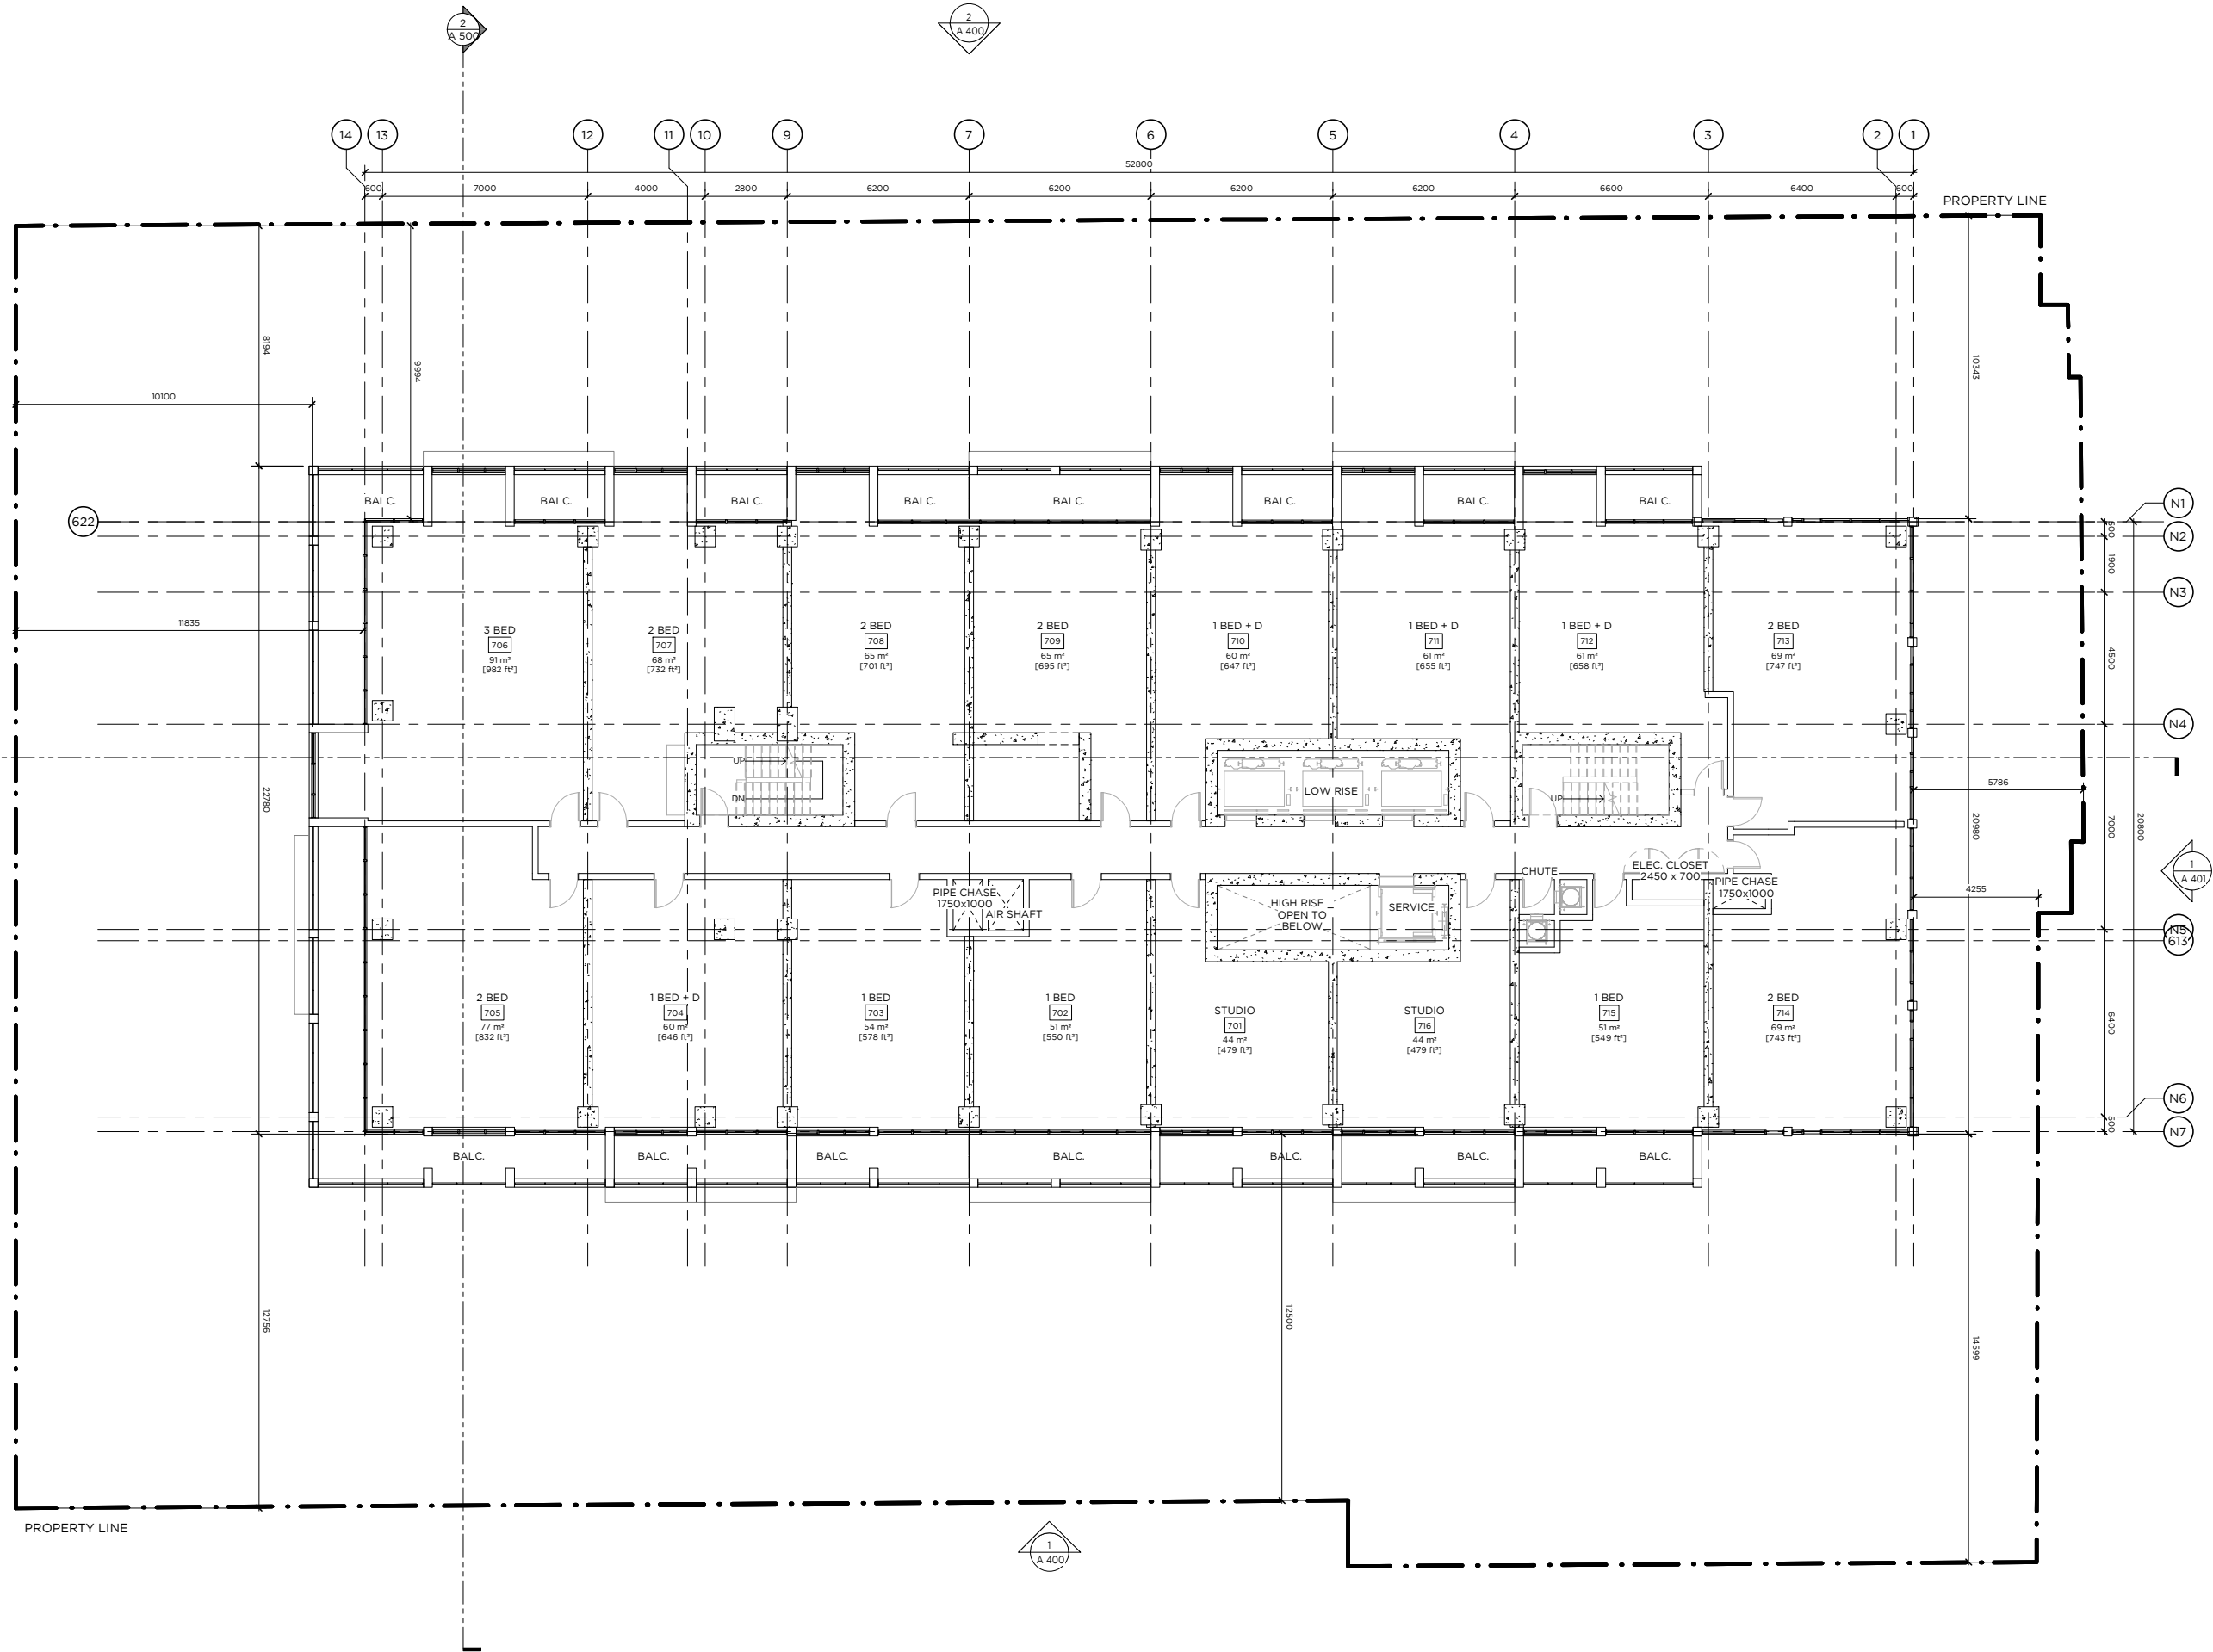 2
A 500
2
A 400
14
13
12
11
10
9
7
6
5
4
3
2
1
52800
600
7000
4000
2800
6200
6200
6200
6200
6600
6400
600
PROPERTY LINE
8194
9994
10343
10100
BALC.
BALC.
BALC.
BALC.
BALC.
BALC.
BALC.
BALC.
622
N1
N2
N3
N4
500
1900
4500
11835
3 BED
706
91 m²
[982 ft²]
2 BED
707
68 m²
[732 ft²]
2 BED
708
65 m²
[701 ft²]
2 BED
709
65 m²
[695 ft²]
1 BED + D
710
60 m²
[647 ft²]
1 BED + D
711
61 m²
[655 ft²]
1 BED + D
712
61 m²
[658 ft²]
2 BED
713
69 m²
[747 ft²]
UP
DN
LOW RISE
UP
5786
22780
20980
7000
20800
1
A 401
4255
CHUTE
ELEC. CLOSET
2450 x 700
PIPE CHASE
1750x1000
PIPE CHASE
1750x1000
AIR SHAFT
HIGH RISE
OPEN TO
BELOW
SERVICE
N5
613
2 BED
705
77 m²
[832 ft²]
1 BED + D
704
60 m²
[646 ft²]
1 BED
703
54 m²
[578 ft²]
1 BED
702
51 m²
[550 ft²]
STUDIO
701
44 m²
[479 ft²]
STUDIO
716
44 m²
[479 ft²]
1 BED
715
51 m²
[549 ft²]
2 BED
714
69 m²
[743 ft²]
6400
N6
500
N7
BALC.
BALC.
BALC.
BALC.
BALC.
BALC.
BALC.
12756
12500
14599
PROPERTY LINE
1
A 400